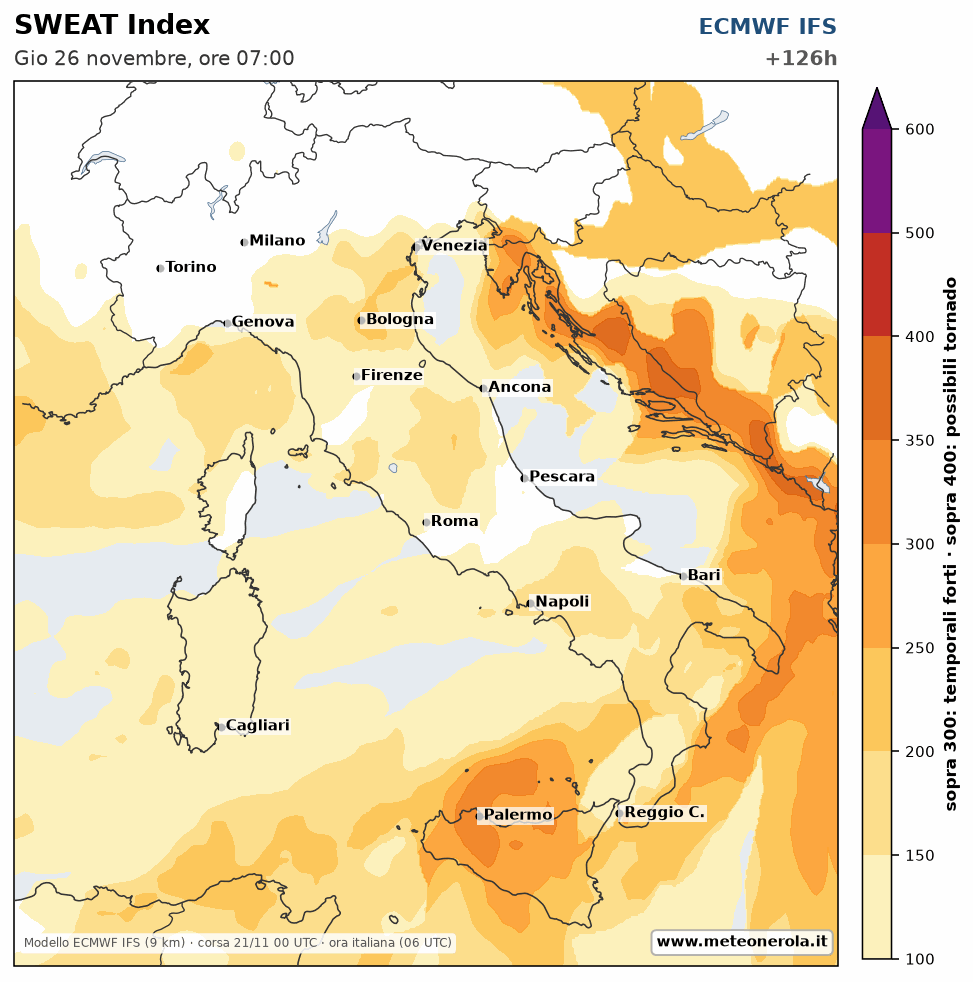 SWEAT Index
ECMWF IFS
Gio 26 novembre, ore 07:00
+126h
Milano
Venezia
Torino
Genova
Bologna
Firenze
Ancona
Pescara
Roma
Bari
Napoli
Cagliari
Palermo
Reggio C.
600
500
400
350
300
250
200
150
100
sopra 300: temporali forti · sopra 400: possibili tornado
Modello ECMWF IFS (9 km) · corsa 21/11 00 UTC · ora italiana (06 UTC)
www.meteonerola.it